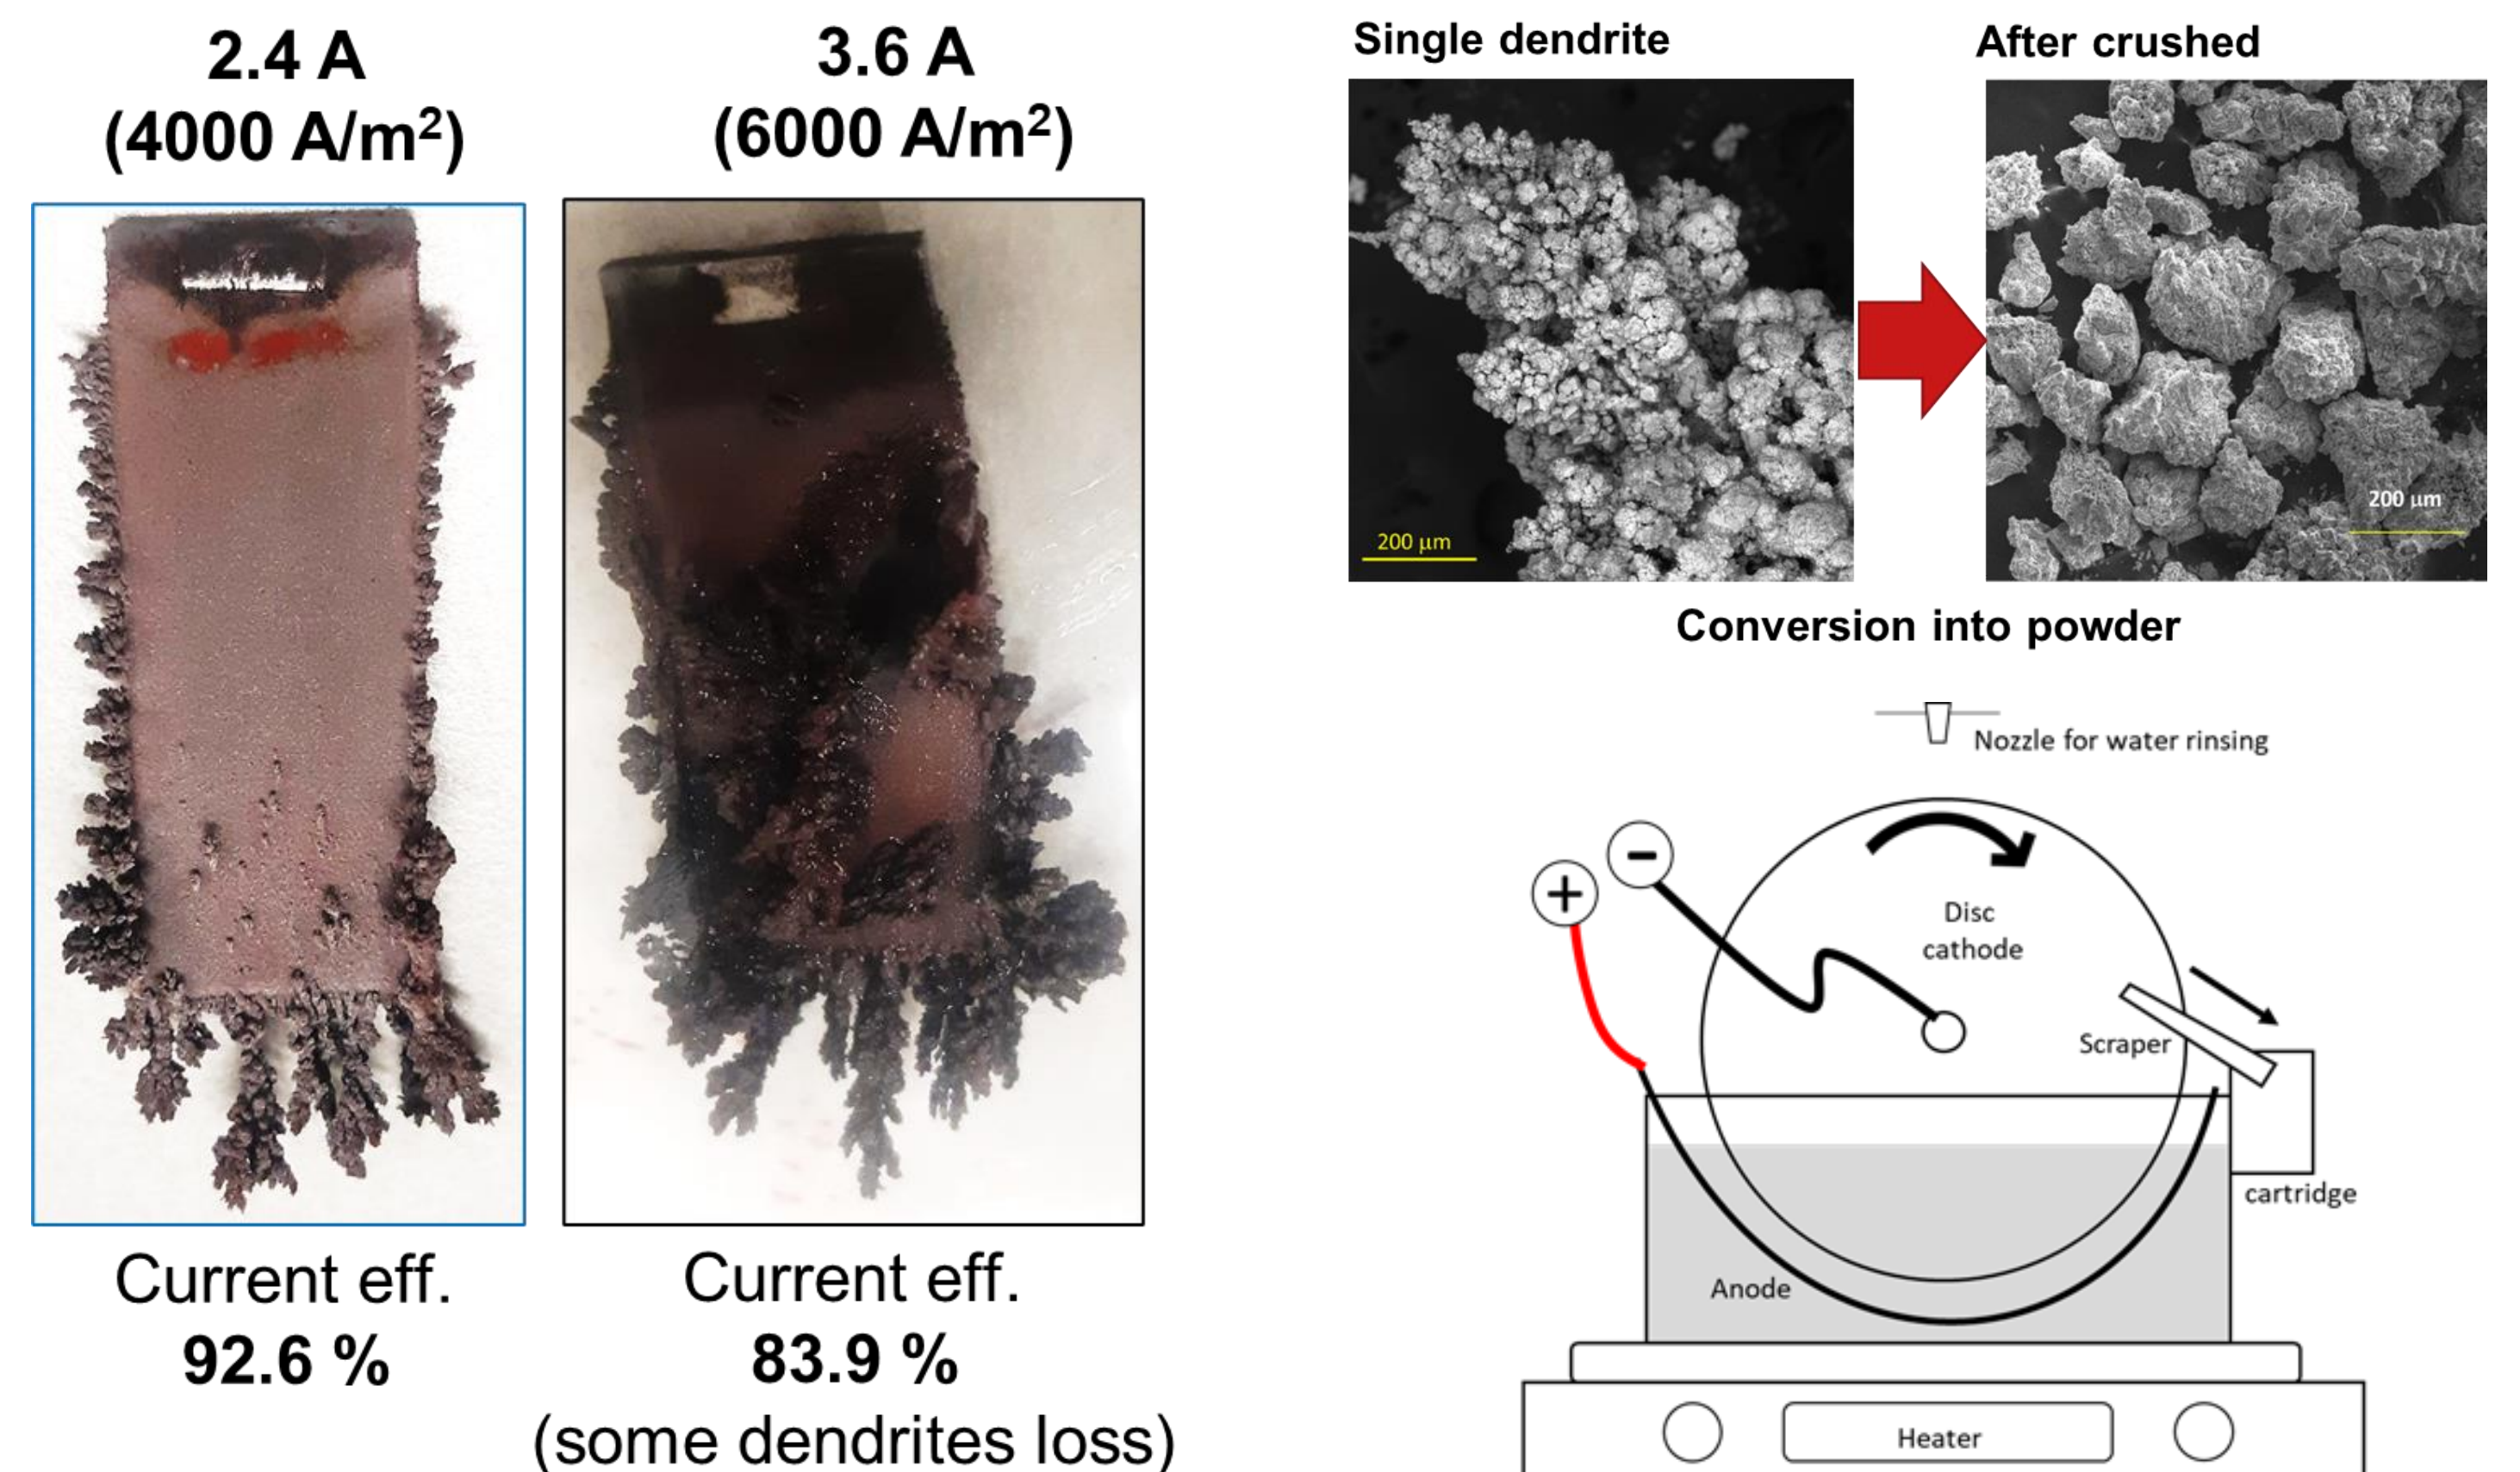 2.4 A
(4000 A/m²)
3.6 A
(6000 A/m²)
Current eff.
92.6 %
Current eff.
83.9 %
(some dendrites loss)
Single dendrite
After crushed
200 µm
200 µm
Conversion into powder
Nozzle for water rinsing
+
−
Disc
cathode
Scraper
cartridge
Anode
Heater